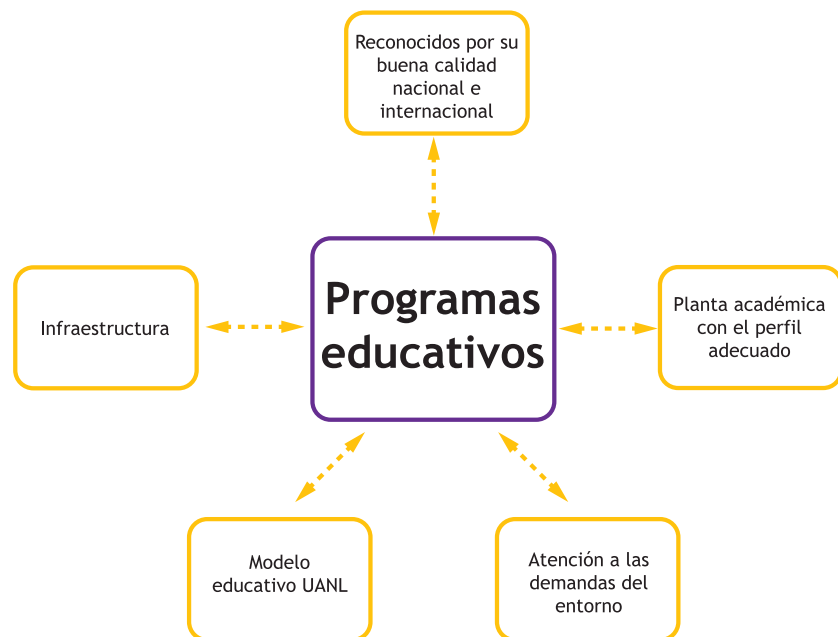 Reconocidos por su
buena calidad
nacional e
internacional
Programas
educativos
Infraestructura
Planta académica
con el perfil
adecuado
Modelo
educativo UANL
Atención a las
demandas del
entorno